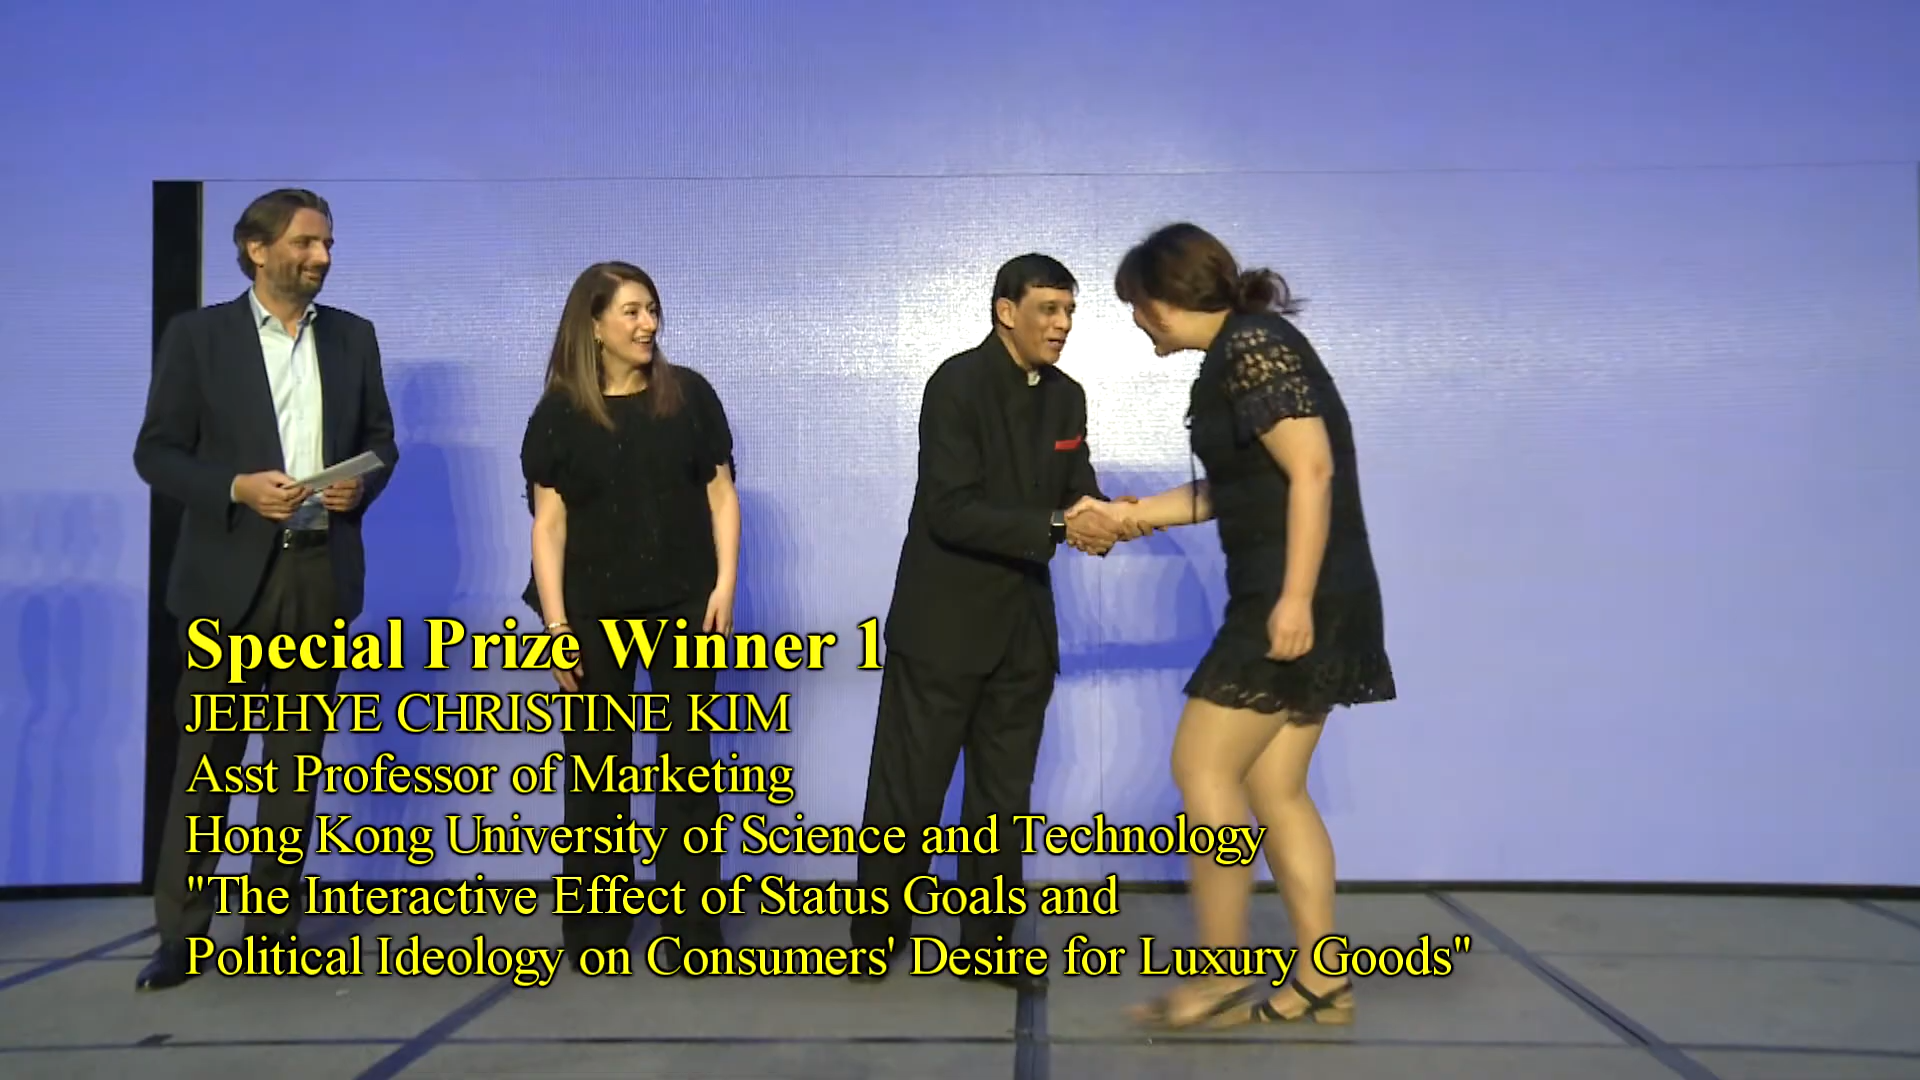 Special Prize Winner 1
JEEHYE CHRISTINE KIM
Asst Professor of Marketing
Hong Kong University of Science and Technology
"The Interactive Effect of Status Goals and
Political Ideology on Consumers' Desire for Luxury Goods"